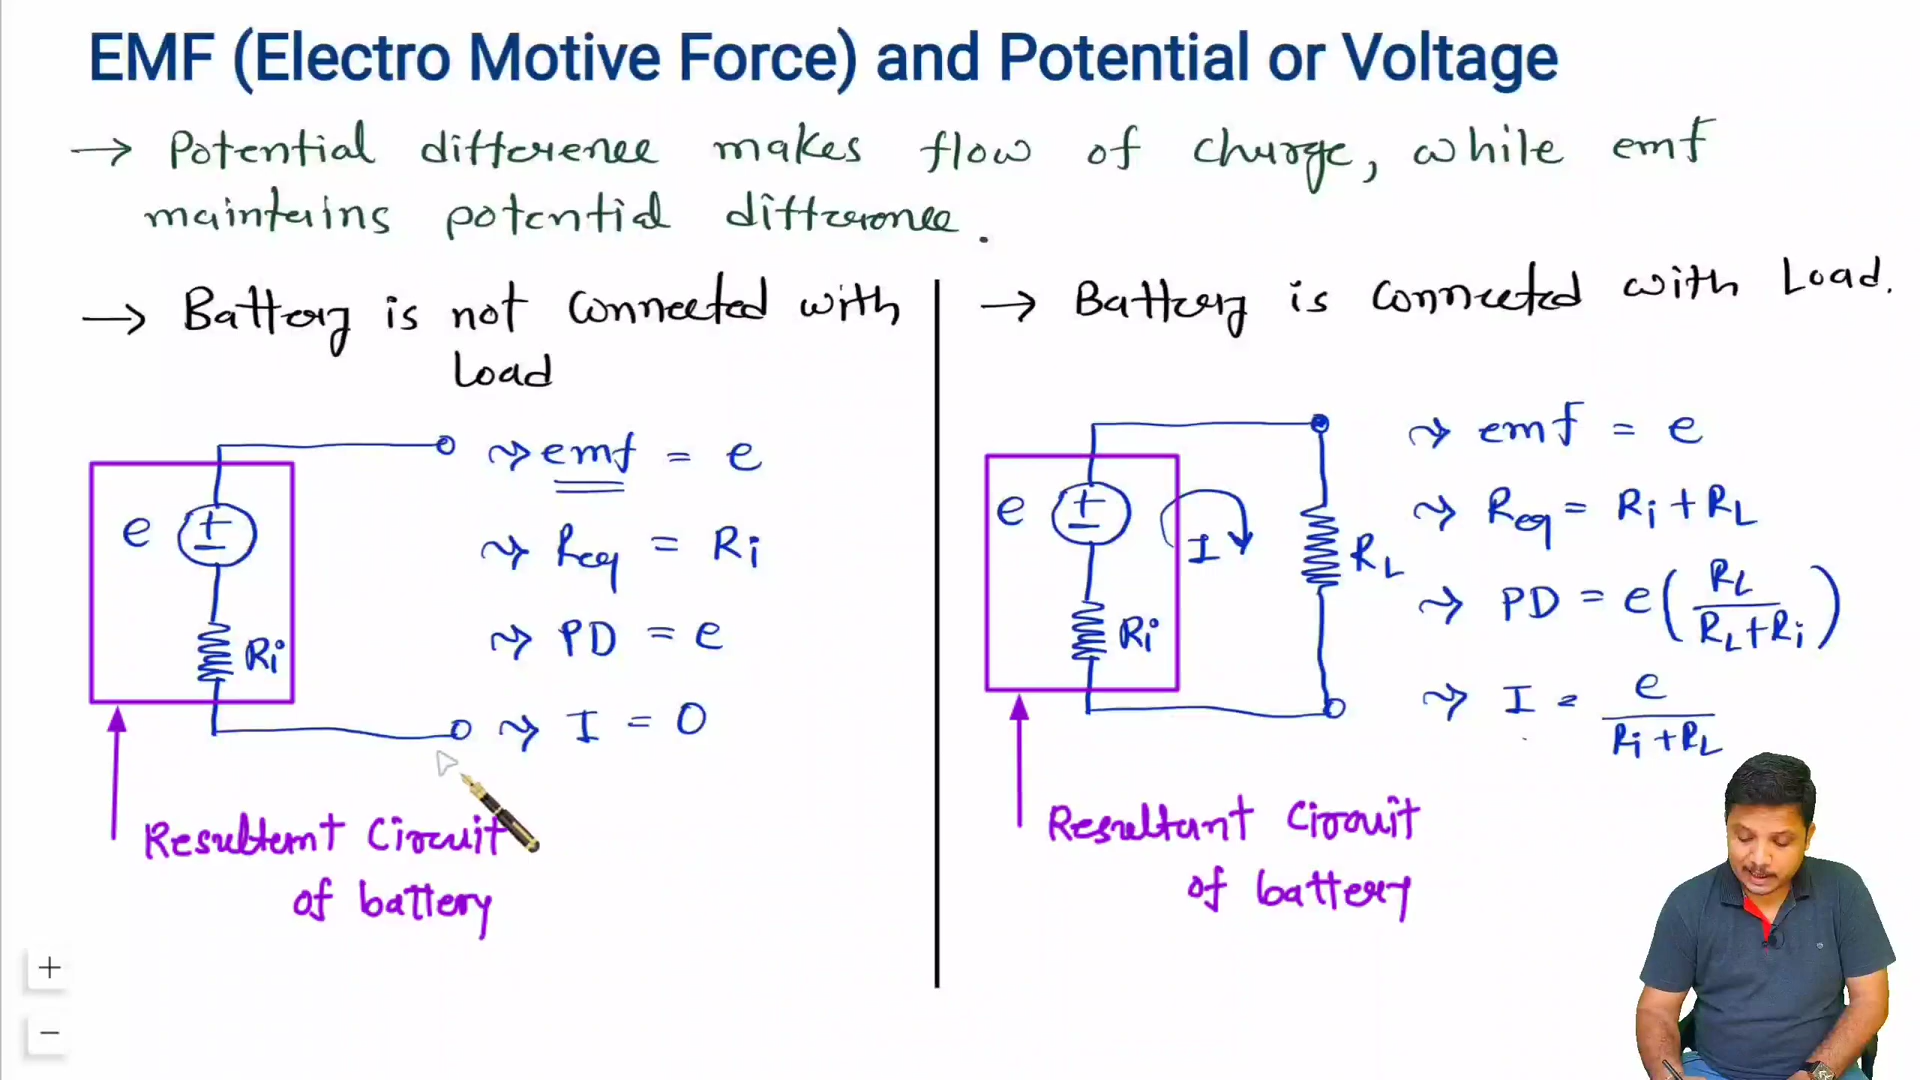 EMF (Electro Motive Force) and Potential or Voltage
→ Potential difference makes flow of charge, while emf
maintains potential difference.
→ Battery is not connected with
Load
e
+
−
Ri
⤳ emf = e
⤳ Req = Ri
⤳ PD = e
⤳ I = 0
Resultant Circuit
of battery
→ Battery is connected with Load.
e
+
−
Ri
I
RL
⤳ emf = e
⤳ Req = Ri + RL
⤳ PD = e ( RL / RL + Ri )
⤳ I = e / Ri + RL
Resultant Circuit
of battery
+
−